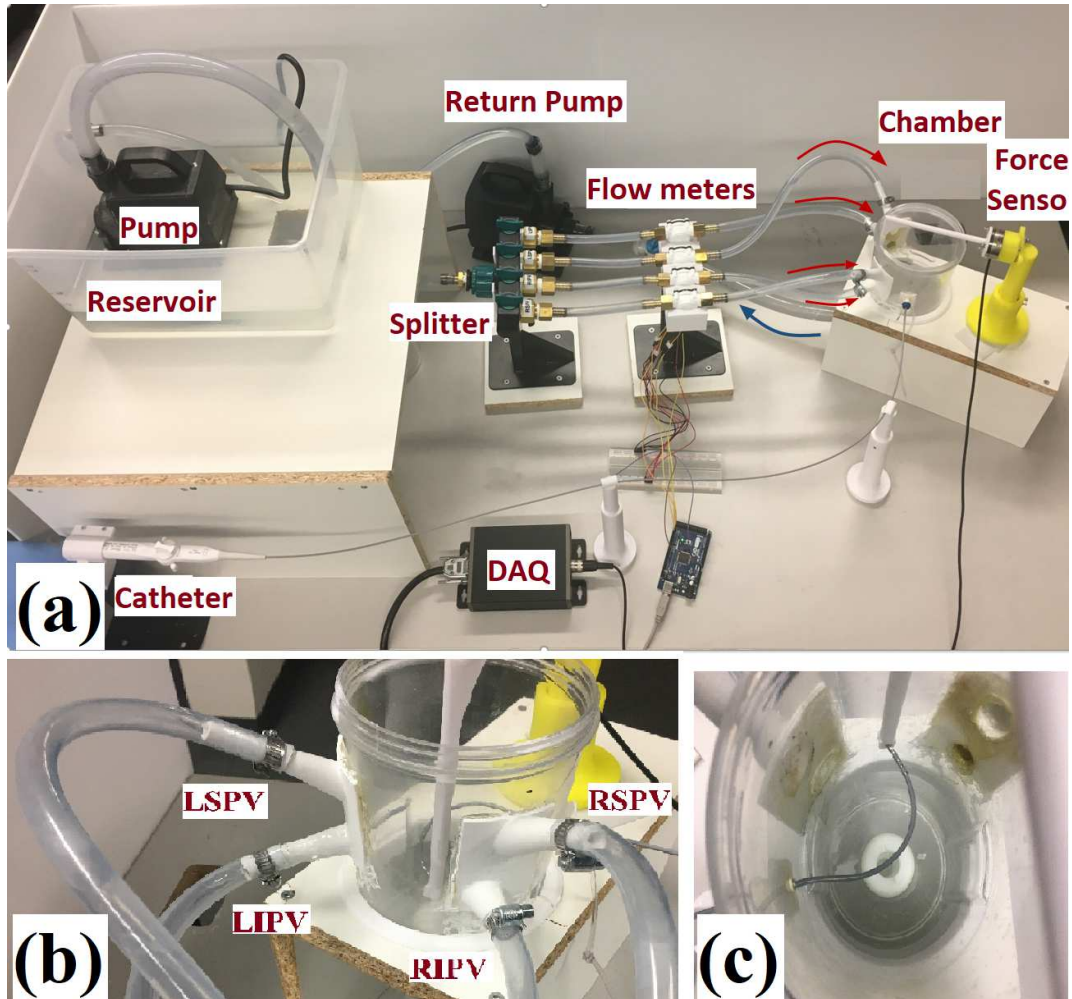 Return Pump
Chamber
Force
Senso
Flow meters
Pump
Reservoir
Splitter
DAQ
Catheter
(a)
LSPV
RSPV
LIPV
RIPV
(b)
(c)